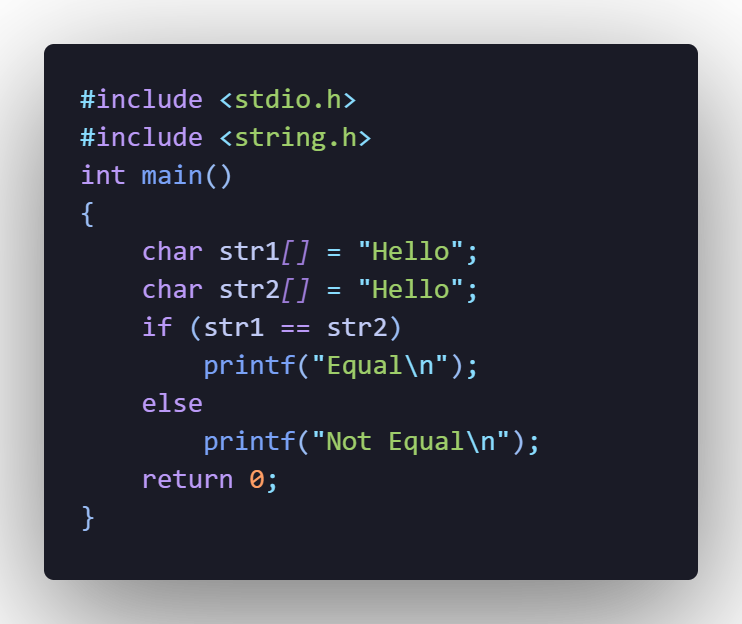 #include <stdio.h>
#include <string.h>
int main()
{
    char str1[] = "Hello";
    char str2[] = "Hello";
    if (str1 == str2)
        printf("Equal\n");
    else
        printf("Not Equal\n");
    return 0;
}